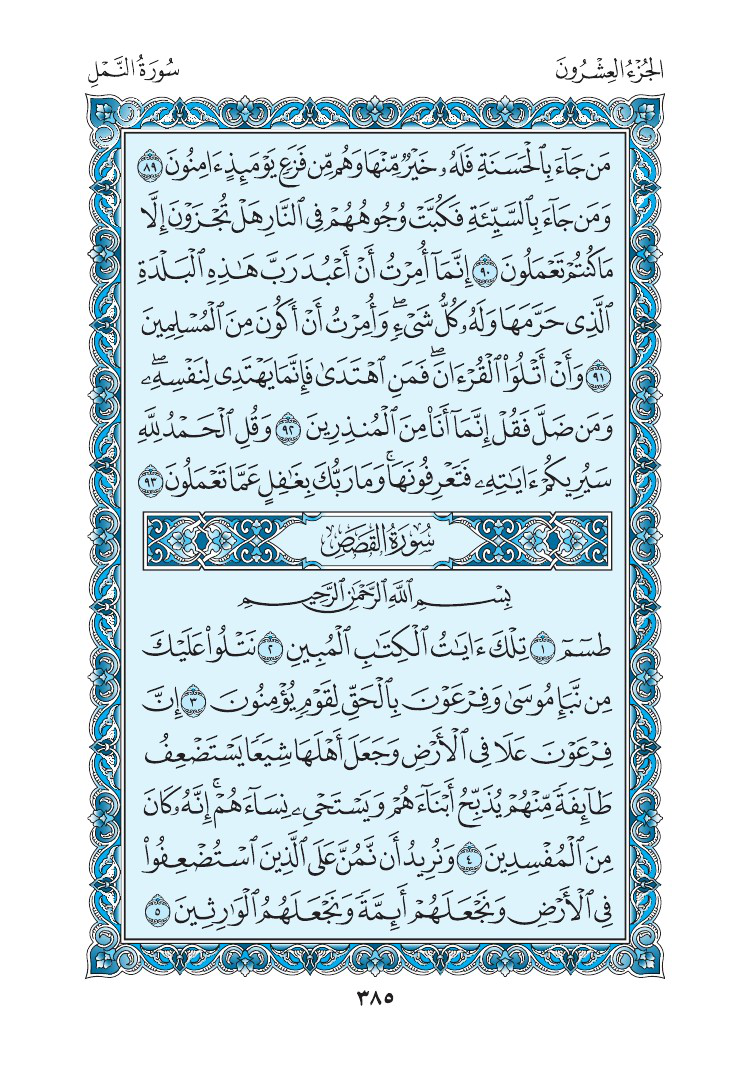 الجُزْءُ العِشْرُونَ
سُورَةُ النَّمْلِ
مَن جَآءَ بِٱلْحَسَنَةِ فَلَهُۥ خَيْرٌ مِّنْهَا وَهُم مِّن فَزَعٍ يَوْمَئِذٍ ءَامِنُونَ ٨٩
وَمَن جَآءَ بِٱلسَّيِّئَةِ فَكُبَّتْ وُجُوهُهُمْ فِى ٱلنَّارِ هَلْ تُجْزَوْنَ إِلَّا
مَا كُنتُمْ تَعْمَلُونَ ٩٠ إِنَّمَآ أُمِرْتُ أَنْ أَعْبُدَ رَبَّ هَٰذِهِ ٱلْبَلْدَةِ
ٱلَّذِى حَرَّمَهَا وَلَهُۥ كُلُّ شَىْءٍۖ وَأُمِرْتُ أَنْ أَكُونَ مِنَ ٱلْمُسْلِمِينَ
٩١ وَأَنْ أَتْلُوَا۟ ٱلْقُرْءَانَۖ فَمَنِ ٱهْتَدَىٰ فَإِنَّمَا يَهْتَدِى لِنَفْسِهِۦۖ
وَمَن ضَلَّ فَقُلْ إِنَّمَآ أَنَا۠ مِنَ ٱلْمُنذِرِينَ ٩٢ وَقُلِ ٱلْحَمْدُ لِلَّهِ
سَيُرِيكُمْ ءَايَٰتِهِۦ فَتَعْرِفُونَهَاۚ وَمَا رَبُّكَ بِغَٰفِلٍ عَمَّا تَعْمَلُونَ ٩٣
سُورَةُ القَصَصِ
بِسْمِ ٱللَّهِ ٱلرَّحْمَٰنِ ٱلرَّحِيمِ
طسٓمٓ ١ تِلْكَ ءَايَٰتُ ٱلْكِتَٰبِ ٱلْمُبِينِ ٢ نَتْلُوا۟ عَلَيْكَ
مِن نَّبَإِ مُوسَىٰ وَفِرْعَوْنَ بِٱلْحَقِّ لِقَوْمٍ يُؤْمِنُونَ ٣ إِنَّ
فِرْعَوْنَ عَلَا فِى ٱلْأَرْضِ وَجَعَلَ أَهْلَهَا شِيَعًا يَسْتَضْعِفُ
طَآئِفَةً مِّنْهُمْ يُذَبِّحُ أَبْنَآءَهُمْ وَيَسْتَحْىِۦ نِسَآءَهُمْۚ إِنَّهُۥ كَانَ
مِنَ ٱلْمُفْسِدِينَ ٤ وَنُرِيدُ أَن نَّمُنَّ عَلَى ٱلَّذِينَ ٱسْتُضْعِفُوا۟
فِى ٱلْأَرْضِ وَنَجْعَلَهُمْ أَئِمَّةً وَنَجْعَلَهُمُ ٱلْوَٰرِثِينَ ٥
٣٨٥